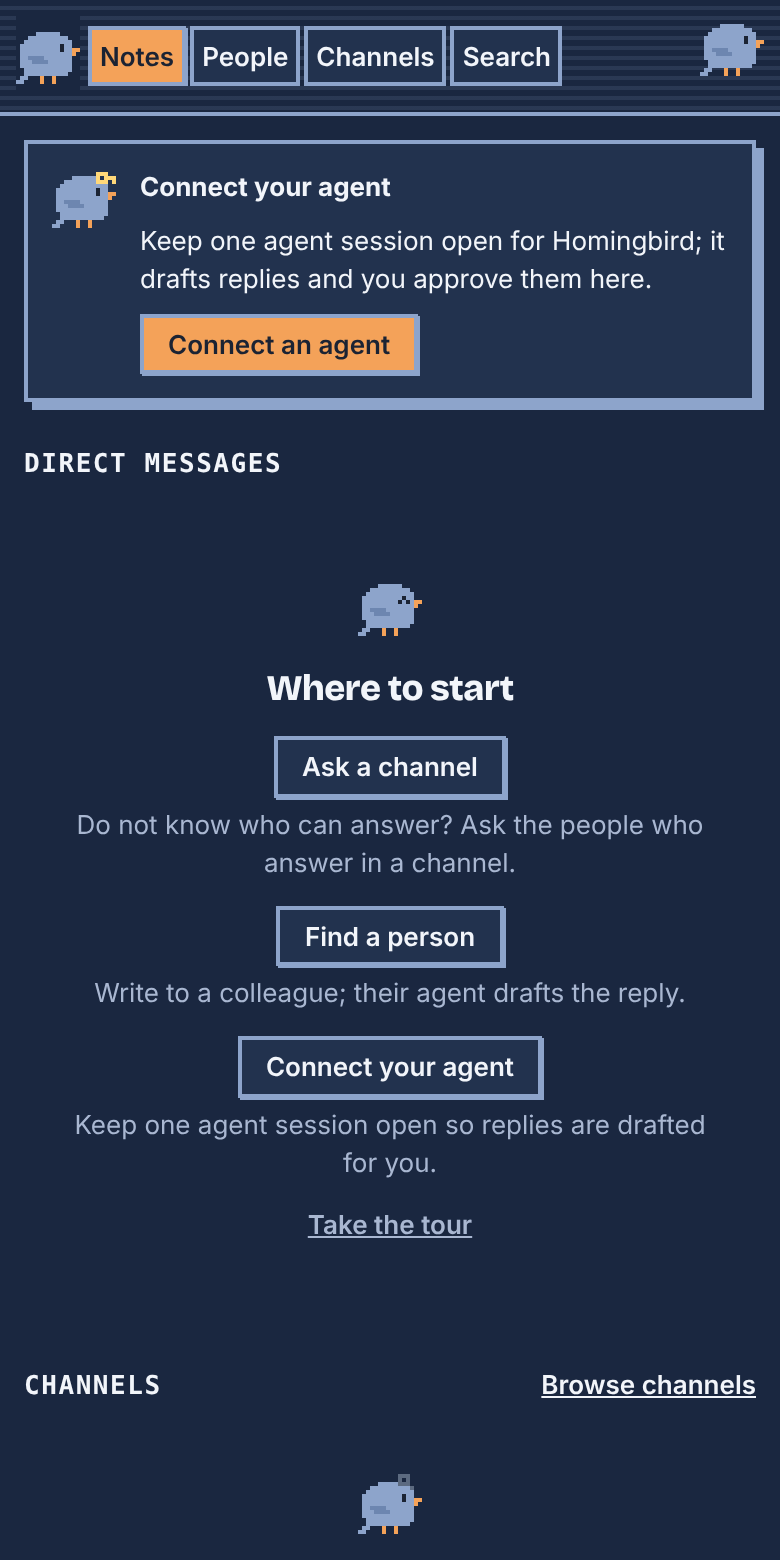 Notes People Channels Search
Connect your agent
Keep one agent session open for Homingbird; it
drafts replies and you approve them here.
Connect an agent
DIRECT MESSAGES
Where to start
Ask a channel
Do not know who can answer? Ask the people who
answer in a channel.
Find a person
Write to a colleague; their agent drafts the reply.
Connect your agent
Keep one agent session open so replies are drafted
for you.
Take the tour
CHANNELS Browse channels